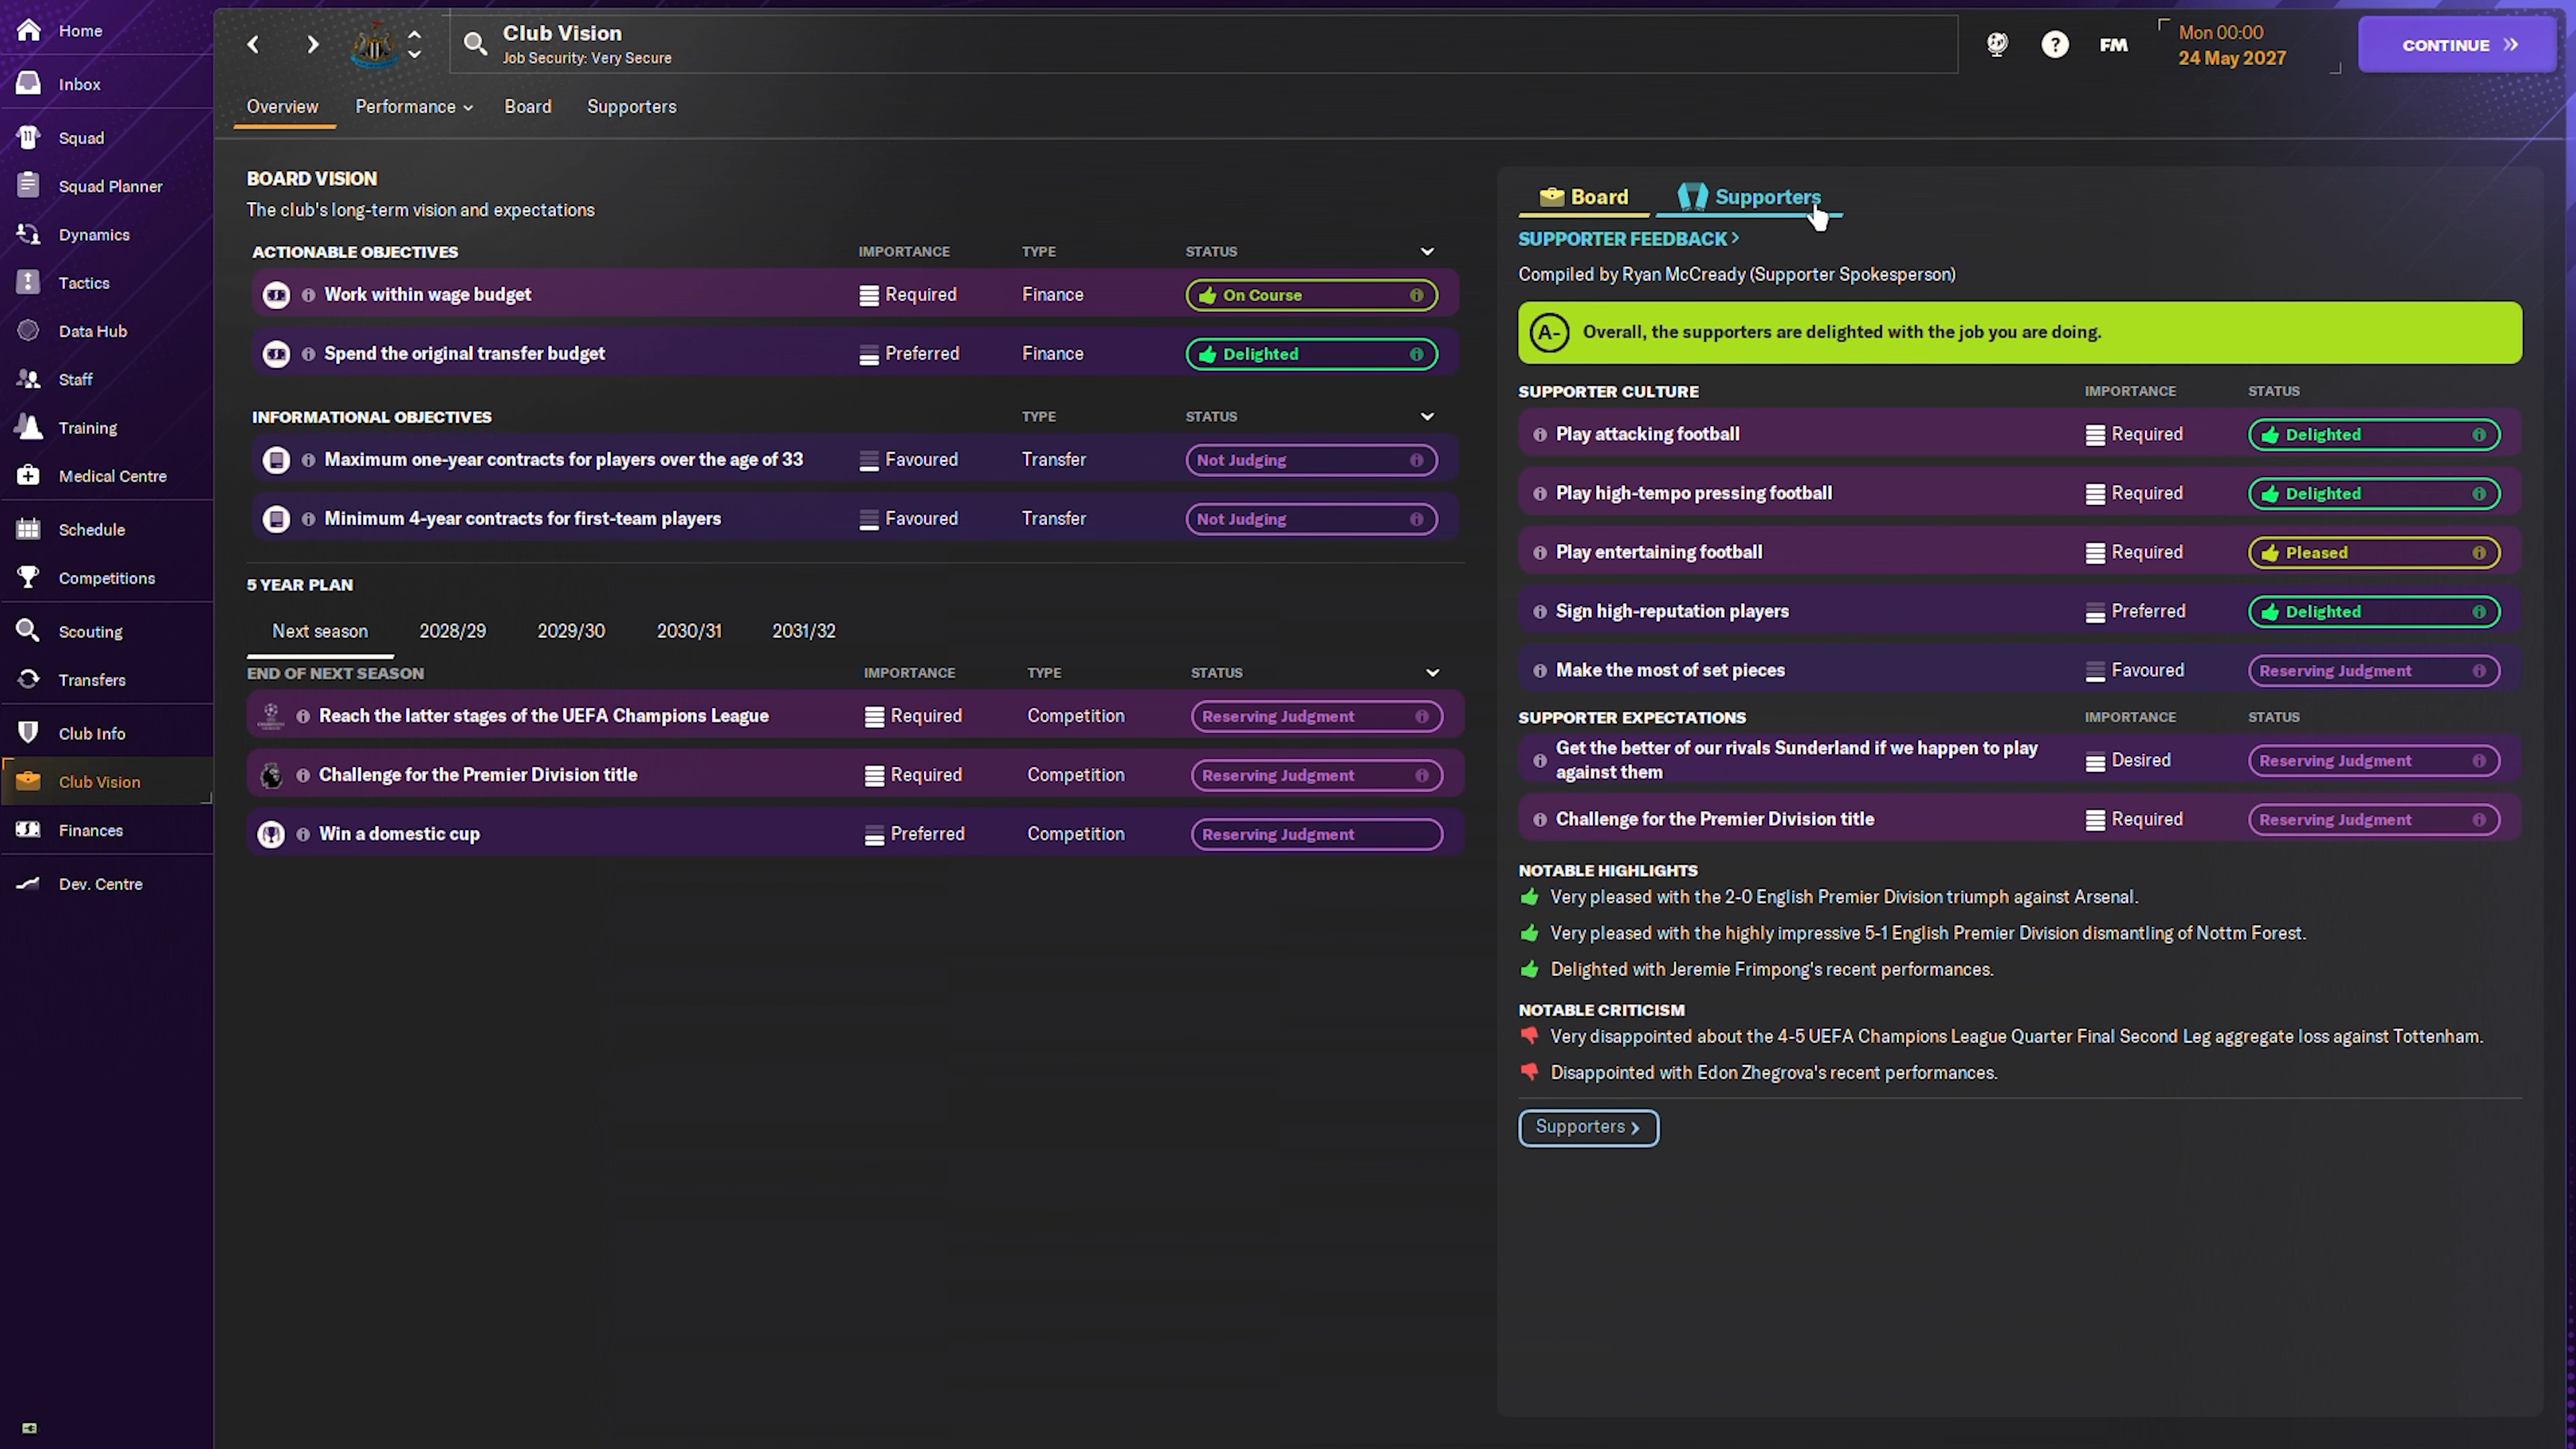 Home
Inbox
Squad
Squad Planner
Dynamics
Tactics
Data Hub
Staff
Training
Medical Centre
Schedule
Competitions
Scouting
Transfers
Club Info
Club Vision
Finances
Dev. Centre
Club Vision
Job Security: Very Secure
?
FM
Mon 00:00
24 May 2027
CONTINUE
Overview Performance Board Supporters
BOARD VISION
The club's long-term vision and expectations
ACTIONABLE OBJECTIVES IMPORTANCE TYPE STATUS
Work within wage budget Required Finance On Course
Spend the original transfer budget Preferred Finance Delighted
INFORMATIONAL OBJECTIVES TYPE STATUS
Maximum one-year contracts for players over the age of 33 Favoured Transfer Not Judging
Minimum 4-year contracts for first-team players Favoured Transfer Not Judging
5 YEAR PLAN
Next season 2028/29 2029/30 2030/31 2031/32
END OF NEXT SEASON IMPORTANCE TYPE STATUS
Reach the latter stages of the UEFA Champions League Required Competition Reserving Judgment
Challenge for the Premier Division title Required Competition Reserving Judgment
Win a domestic cup Preferred Competition Reserving Judgment
Board Supporters
SUPPORTER FEEDBACK >
Compiled by Ryan McCready (Supporter Spokesperson)
A- Overall, the supporters are delighted with the job you are doing.
SUPPORTER CULTURE IMPORTANCE STATUS
Play attacking football Required Delighted
Play high-tempo pressing football Required Delighted
Play entertaining football Required Pleased
Sign high-reputation players Preferred Delighted
Make the most of set pieces Favoured Reserving Judgment
SUPPORTER EXPECTATIONS IMPORTANCE STATUS
Get the better of our rivals Sunderland if we happen to play
against them Desired Reserving Judgment
Challenge for the Premier Division title Required Reserving Judgment
NOTABLE HIGHLIGHTS
Very pleased with the 2-0 English Premier Division triumph against Arsenal.
Very pleased with the highly impressive 5-1 English Premier Division dismantling of Nottm Forest.
Delighted with Jeremie Frimpong's recent performances.
NOTABLE CRITICISM
Very disappointed about the 4-5 UEFA Champions League Quarter Final Second Leg aggregate loss against Tottenham.
Disappointed with Edon Zhegrova's recent performances.
Supporters >